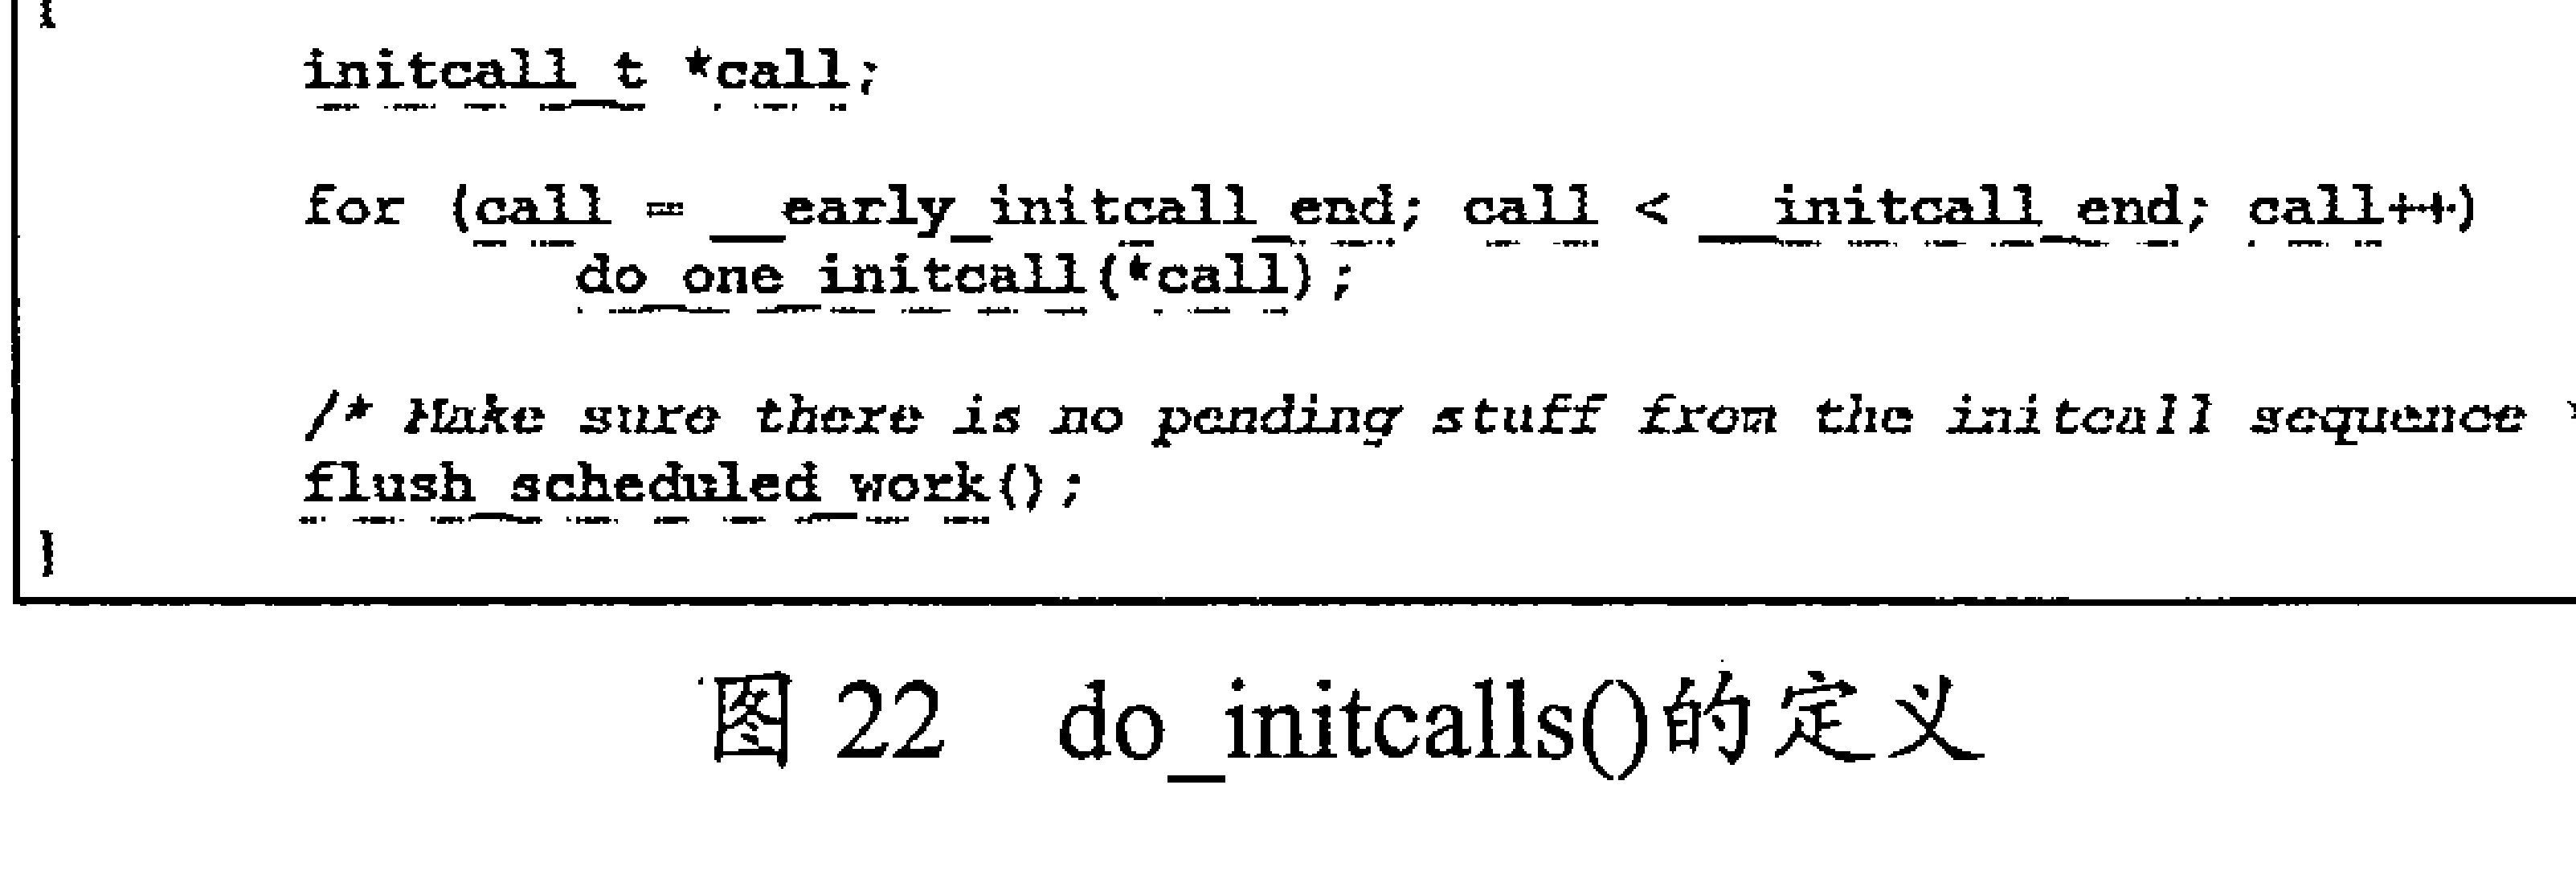 {
initcall_t *call;
for (call = __early_initcall_end; call < __initcall_end; call++)
do_one_initcall(*call);
/* Make sure there is no pending stuff from the initcall sequence *
flush_scheduled_work();
}
图 22 do_initcalls()的定义